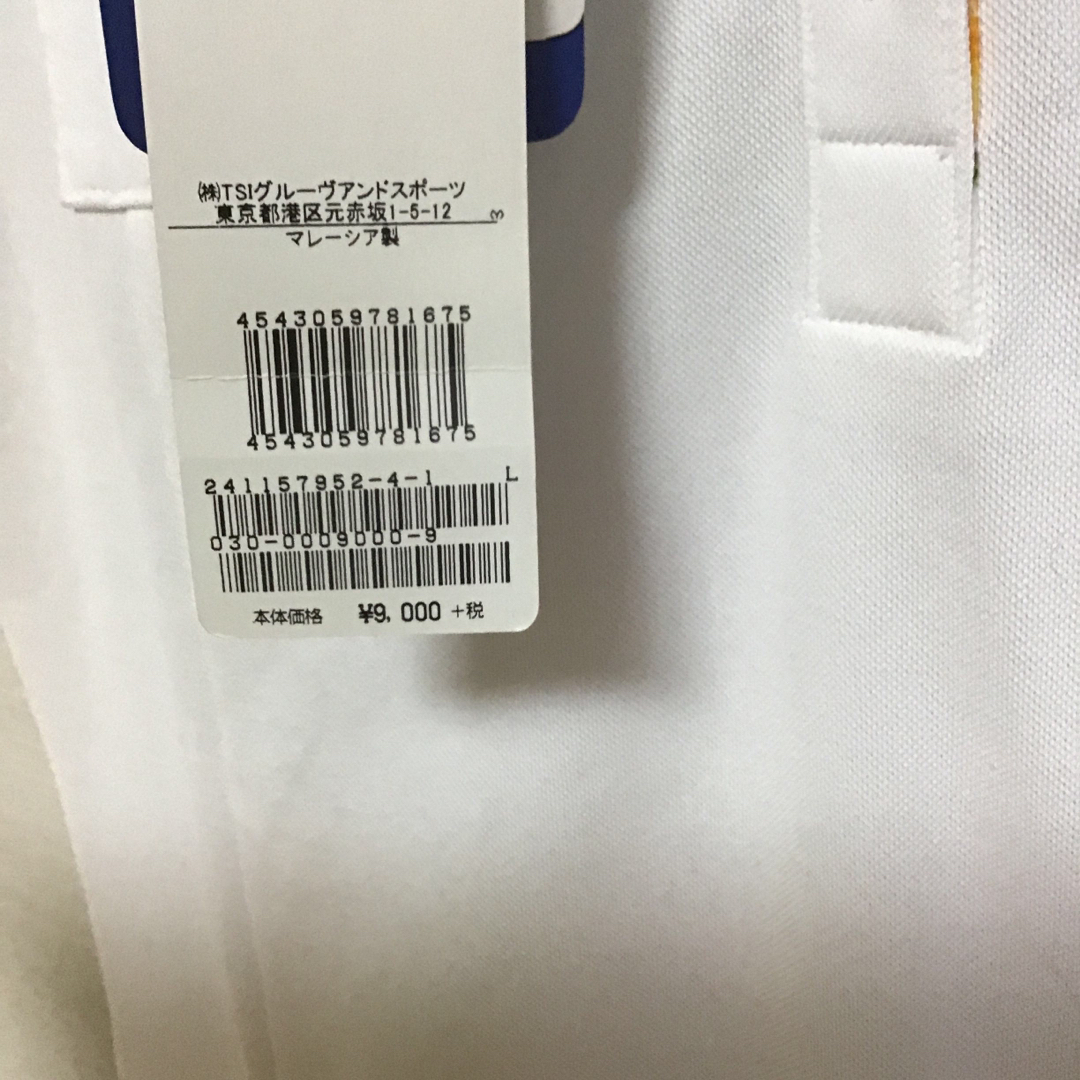 ㈱TSIグルーヴアンドスポーツ
東京都港区元赤坂1-5-12 3
マレーシア製
4543059781675
4543059781675
241157952-4-1 L
030-0009000-9
本体価格 ¥9,000 +税